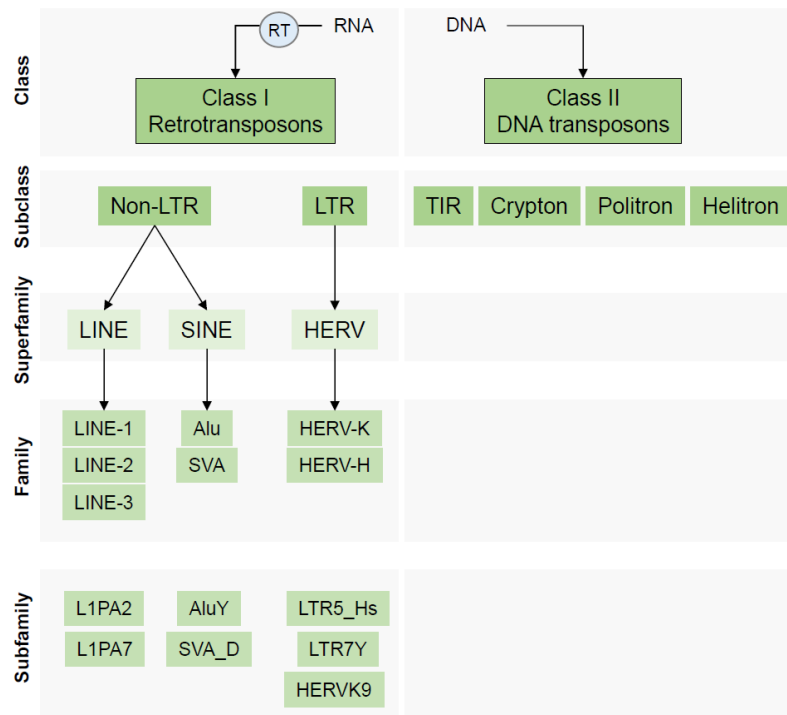 RT
RNA
DNA
Class
Class I
Retrotransposons
Class II
DNA transposons
Subclass
Non-LTR
LTR
TIR
Crypton
Politron
Helitron
Superfamily
LINE
SINE
HERV
Family
LINE-1
Alu
HERV-K
LINE-2
SVA
HERV-H
LINE-3
Subfamily
L1PA2
AluY
LTR5_Hs
L1PA7
SVA_D
LTR7Y
HERVK9